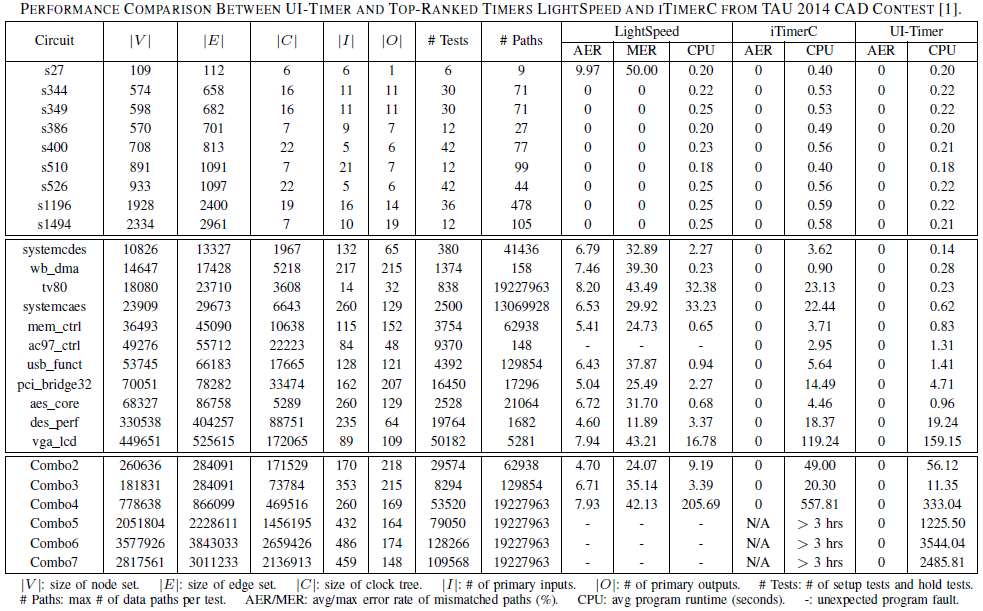 PERFORMANCE COMPARISON BETWEEN UI-TIMER AND TOP-RANKED TIMERS LIGHTSPEED AND ITIMERC FROM TAU 2014 CAD CONTEST [1].
Circuit |V| |E| |C| |I| |O| # Tests # Paths LightSpeed iTimerC UI-Timer
AER MER CPU AER CPU AER CPU
s27 109 112 6 6 1 6 9 9.97 50.00 0.20 0 0.40 0 0.20
s344 574 658 16 11 11 30 71 0 0 0.22 0 0.53 0 0.22
s349 598 682 16 11 11 30 71 0 0 0.25 0 0.53 0 0.22
s386 570 701 7 9 7 12 27 0 0 0.20 0 0.49 0 0.22
s400 708 813 22 5 6 42 77 0 0 0.23 0 0.56 0 0.21
s510 891 1091 7 21 7 12 99 0 0 0.18 0 0.40 0 0.18
s526 933 1097 22 5 6 42 44 0 0 0.25 0 0.56 0 0.22
s1196 1928 2400 19 16 14 36 478 0 0 0.25 0 0.59 0 0.22
s1494 2334 2961 7 10 19 12 105 0 0 0.25 0 0.58 0 0.21
systemcdes 10826 13327 1967 132 65 380 41436 6.79 32.89 2.27 0 3.62 0 0.14
wb_dma 14647 17428 5218 217 215 1374 158 7.46 39.30 0.23 0 0.90 0 0.28
tv80 18080 23710 3608 14 32 838 19227963 8.20 43.49 32.38 0 23.13 0 0.23
systemcaes 23909 29673 6643 260 129 2500 13069928 6.53 29.92 33.23 0 22.44 0 0.62
mem_ctrl 36493 45090 10638 115 152 3754 62938 5.41 24.73 0.65 0 3.71 0 0.83
ac97_ctrl 49276 55712 22223 84 48 9370 148 - - - 0 2.95 0 1.31
usb_funct 53745 66183 17665 128 121 4392 129854 6.43 37.87 0.94 0 5.64 0 1.41
pci_bridge32 70051 78282 33474 162 207 16450 17296 5.04 25.49 2.27 0 14.49 0 4.71
aes_core 68327 86758 5289 260 129 2528 21064 6.72 31.70 0.68 0 4.46 0 0.96
des_perf 330538 404257 88751 235 64 19764 1682 4.60 11.89 3.37 0 18.37 0 19.24
vga_lcd 449651 525615 172065 89 109 50182 5281 7.94 43.21 16.78 0 119.24 0 159.15
Combo2 260636 284091 171529 170 218 29574 62938 4.70 24.07 9.19 0 49.00 0 56.12
Combo3 181831 284091 73784 353 215 8294 129854 6.71 35.14 3.39 0 20.30 0 11.35
Combo4 778638 866099 469516 260 169 53520 19227963 7.93 42.13 205.69 0 557.81 0 333.04
Combo5 2051804 2228611 1456195 432 164 79050 19227963 - - - N/A > 3 hrs 0 1225.50
Combo6 3577926 3843033 2659426 486 174 128266 19227963 - - - N/A > 3 hrs 0 3544.04
Combo7 2817561 3011233 2136913 459 148 109568 19227963 - - - N/A > 3 hrs 0 2485.81
|V|: size of node set. |E|: size of edge set. |C|: size of clock tree. |I|: # of primary inputs. |O|: # of primary outputs. # Tests: # of setup tests and hold tests.
# Paths: max # of data paths per test. AER/MER: avg/max error rate of mismatched paths (%). CPU: avg program runtime (seconds). -: unexpected program fault.